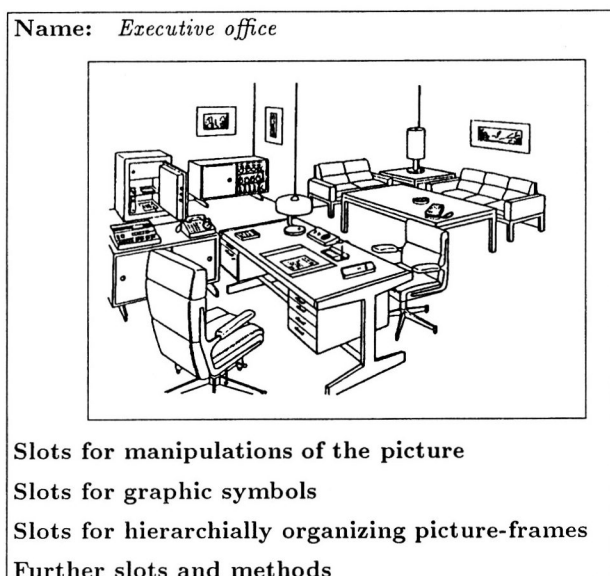 Name: Executive office
Slots for manipulations of the picture
Slots for graphic symbols
Slots for hierarchially organizing picture-frames
Further slots and methods